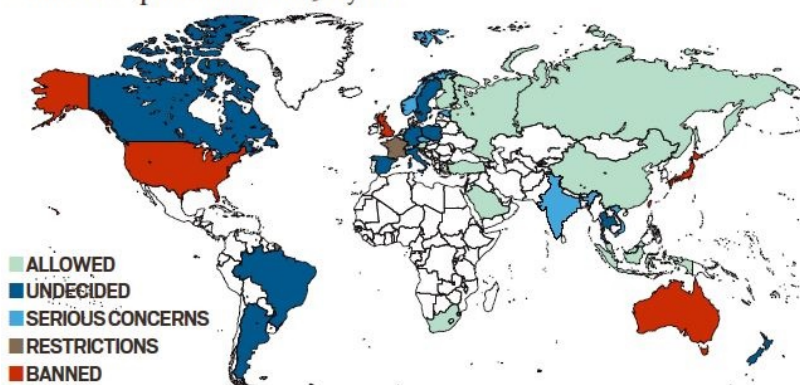 ALLOWED
UNDECIDED
SERIOUS CONCERNS
RESTRICTIONS
BANNED